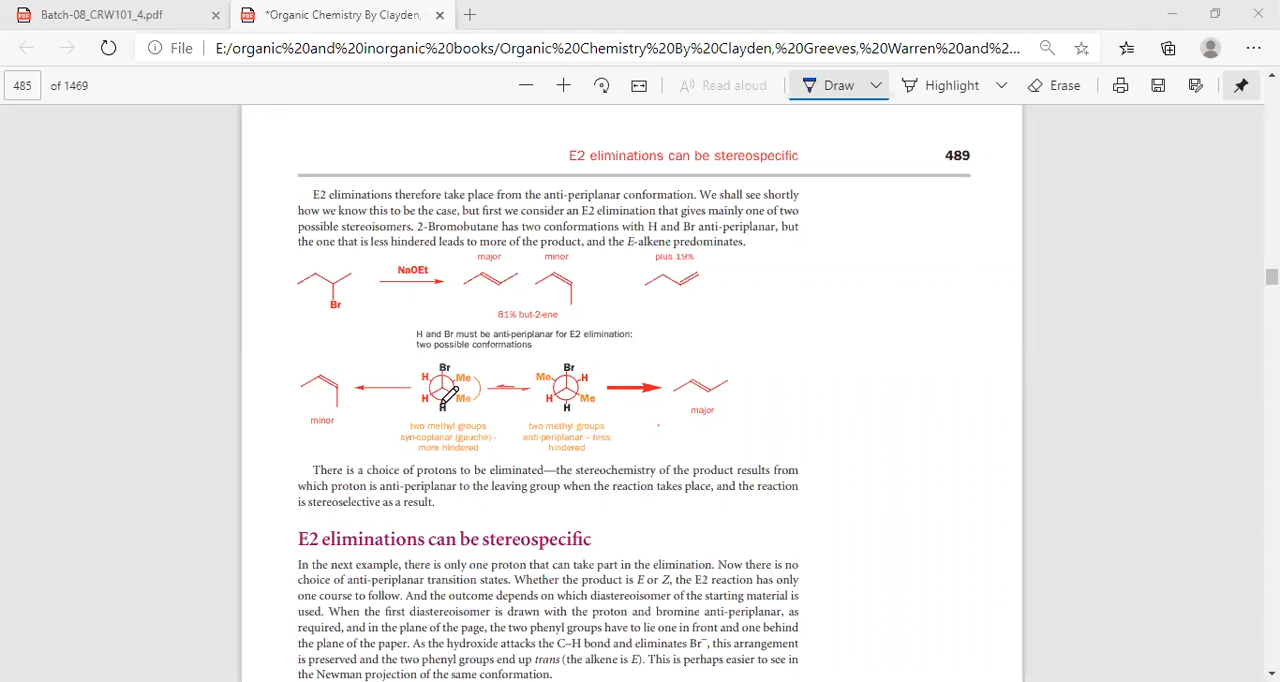 Batch-08_CRW101_4.pdf
*Organic Chemistry By Clayden,
File
E:/organic%20and%20inorganic%20books/Organic%20Chemistry%20By%20Clayden,%20Greeves,%20Warren%20and%2...
485 of 1469
Read aloud
Draw
Highlight
Erase
E2 eliminations can be stereospecific 489
E2 eliminations therefore take place from the anti-periplanar conformation. We shall see shortly
how we know this to be the case, but first we consider an E2 elimination that gives mainly one of two
possible stereoisomers. 2-Bromobutane has two conformations with H and Br anti-periplanar, but
the one that is less hindered leads to more of the product, and the E-alkene predominates.
major minor plus 19%
NaOEt
Br
81% but-2-ene
H and Br must be anti-periplanar for E2 elimination:
two possible conformations
Br Br
H Me Me H
H Me H Me
H H
minor major
two methyl groups
syn-coplanar (gauche) -
more hindered
two methyl groups
anti-periplanar – less
hindered
There is a choice of protons to be eliminated—the stereochemistry of the product results from
which proton is anti-periplanar to the leaving group when the reaction takes place, and the reaction
is stereoselective as a result.
E2 eliminations can be stereospecific
In the next example, there is only one proton that can take part in the elimination. Now there is no
choice of anti-periplanar transition states. Whether the product is E or Z, the E2 reaction has only
one course to follow. And the outcome depends on which diastereoisomer of the starting material is
used. When the first diastereoisomer is drawn with the proton and bromine anti-periplanar, as
required, and in the plane of the page, the two phenyl groups have to lie one in front and one behind
the plane of the paper. As the hydroxide attacks the C–H bond and eliminates Br⁻, this arrangement
is preserved and the two phenyl groups end up trans (the alkene is E). This is perhaps easier to see in
the Newman projection of the same conformation.